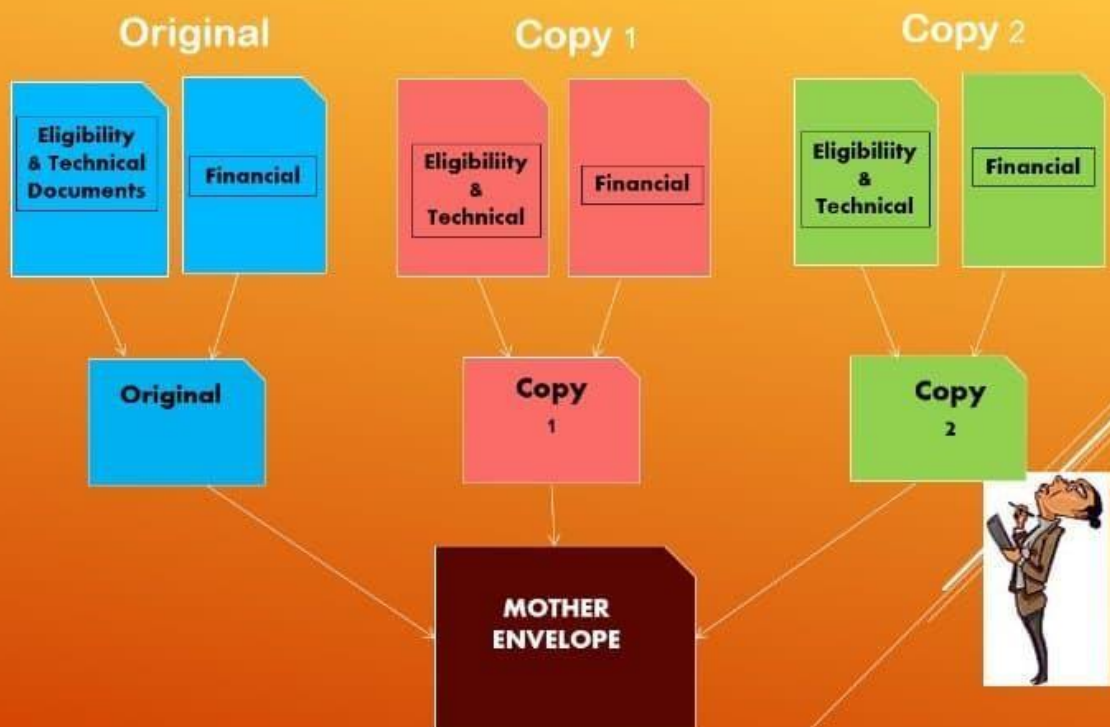 Original
Copy 1
Copy 2
Eligibility
& Technical
Documents
Financial
Eligibiliity
&
Technical
Financial
Eligibiliity
&
Technical
Financial
Original
Copy
1
Copy
2
MOTHER
ENVELOPE